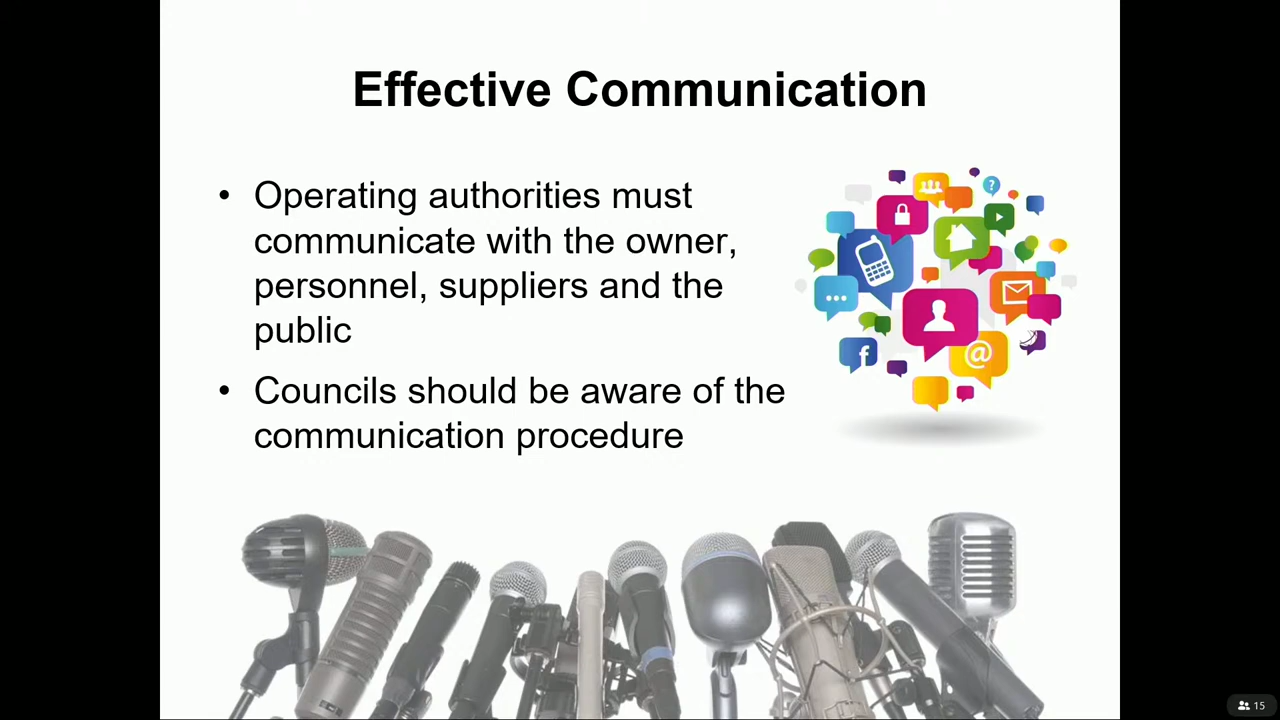 Effective Communication
• Operating authorities must
communicate with the owner,
personnel, suppliers and the
public
• Councils should be aware of the
communication procedure
?
...
f
@
15